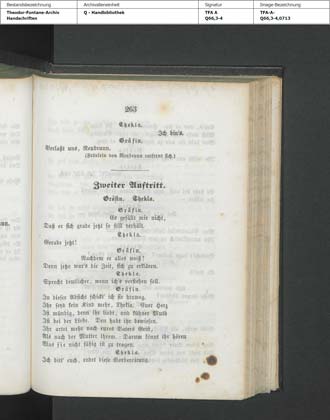 Bestandsbezeichnung
Theodor-Fontane-Archiv
Handschriften
Archivalieneinheit
Q - Handbibliothek
Signatur
TFA A
Q66,3-4
Image-Bezeichnung
TFA-A-
Q66,3-4,0713
263
Thekla.
Ich bin's.
Gräfin.
Verlaßt uns, Neubrunn.
(Fräulein von Neubrunn entfernt sich.)
Zweiter Auftritt.
Gräfin. Thekla.
Gräfin.
Es gefällt mir nicht,
Daß er sich grade jetzt so still verhält.
Thekla.
Gerade jetzt!
Gräfin.
Nachdem er alles weiß!
Denn jetzo wär's die Zeit, sich zu erklären.
Thekla.
Sprecht deutlicher, wenn ich's verstehen soll.
Gräfin.
In dieser Absicht schickt' ich sie hinweg.
Ihr seid kein Kind mehr, Thekla. Euer Herz
Ist mündig, denn ihr liebt, und kühner Muth
Ist bei der Liebe. Den habt ihr bewiesen.
Ihr artet mehr nach eures Vaters Geist,
Als nach der Mutter ihrem. Darum könnt ihr hören
Was sie nicht fähig ist zu tragen.
Thekla.
Ich bitt' euch, endet diese Vorbereitung.